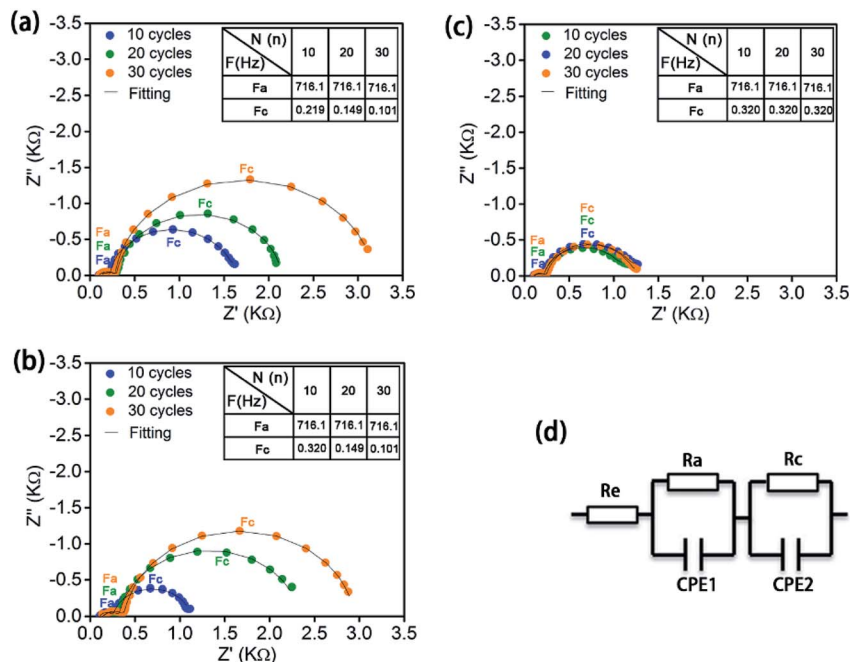 (a)
-3.5
-3.0
-2.5
-2.0
-1.5
-1.0
-0.5
0.0
Z'' (KΩ)
10 cycles
20 cycles
30 cycles
Fitting
N (n) 10 20 30
F(Hz)
Fa 716.1 716.1 716.1
Fc 0.219 0.149 0.101
Fc
Fc
Fc
Fa
Fa
Fa
0.0 0.5 1.0 1.5 2.0 2.5 3.0 3.5
Z' (KΩ)
(c)
-3.5
-3.0
-2.5
-2.0
-1.5
-1.0
-0.5
0.0
Z'' (KΩ)
10 cycles
20 cycles
30 cycles
Fitting
N (n) 10 20 30
F(Hz)
Fa 716.1 716.1 716.1
Fc 0.320 0.320 0.320
Fc
Fc
Fc
Fa
Fa
Fa
0.0 0.5 1.0 1.5 2.0 2.5 3.0 3.5
Z' (KΩ)
(b)
-3.5
-3.0
-2.5
-2.0
-1.5
-1.0
-0.5
0.0
Z'' (KΩ)
10 cycles
20 cycles
30 cycles
Fitting
N (n) 10 20 30
F(Hz)
Fa 716.1 716.1 716.1
Fc 0.320 0.149 0.101
Fc
Fc
Fc
Fa
Fa
Fa
0.0 0.5 1.0 1.5 2.0 2.5 3.0 3.5
Z' (KΩ)
(d)
Re Ra Rc
CPE1 CPE2